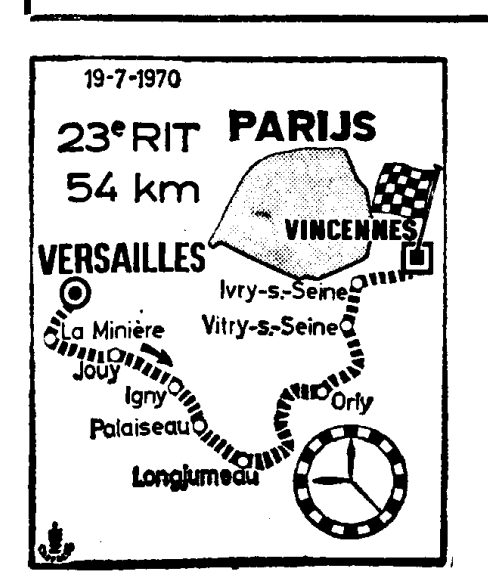 19-7-1970
23e RIT
54 km
PARIJS
VINCENNES
VERSAILLES
Ivry-s.-Seine
La Minière
Vitry-s.-Seine
Jouy
Igny
Orly
Palaiseau
Longjumeau